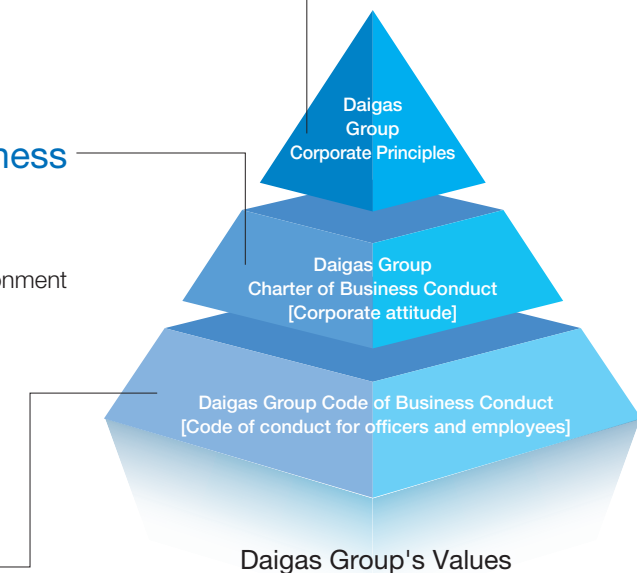 Daigas
Group
Corporate Principles
ness
Daigas Group
Charter of Business Conduct
[Corporate attitude]
onment
Daigas Group Code of Business Conduct
[Code of conduct for officers and employees]
Daigas Group's Values